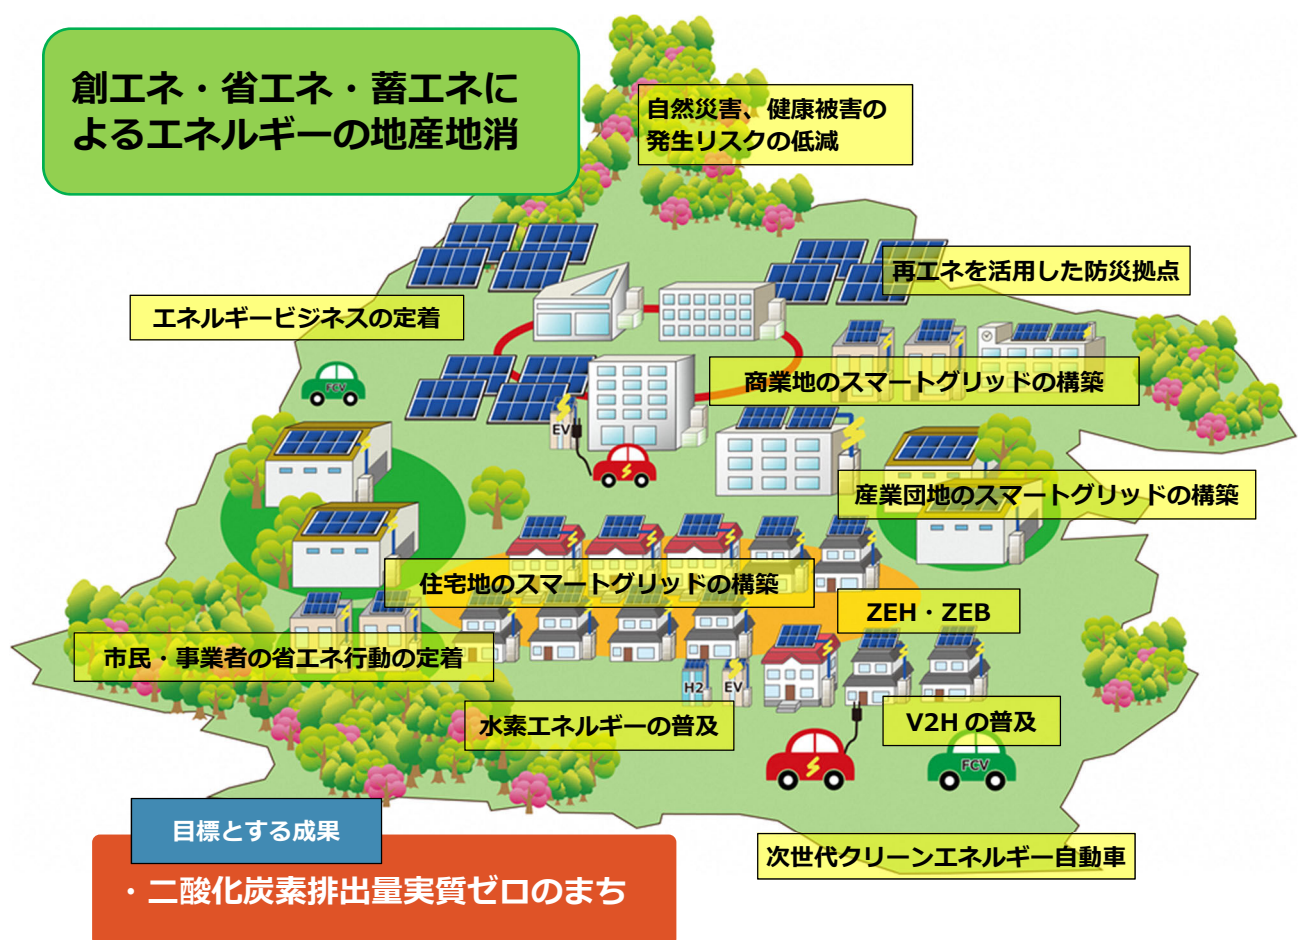 創エネ・省エネ・蓄エネに
よるエネルギーの地産地消
自然災害、健康被害の
発生リスクの低減
再エネを活用した防災拠点
エネルギービジネスの定着
商業地のスマートグリッドの構築
FCV
EV
産業団地のスマートグリッドの構築
住宅地のスマートグリッドの構築
ZEH・ZEB
市民・事業者の省エネ行動の定着
H2
EV
水素エネルギーの普及
V2H の普及
FCV
目標とする成果
次世代クリーンエネルギー自動車
・二酸化炭素排出量実質ゼロのまち